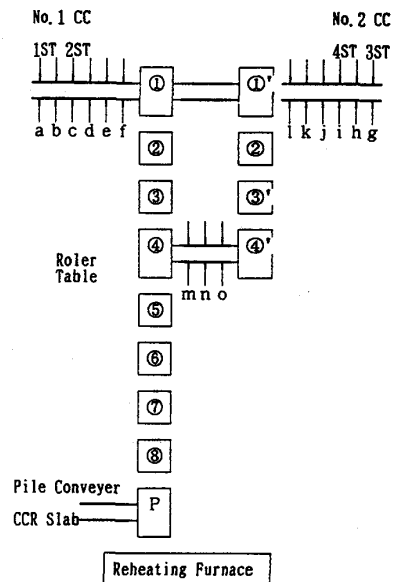 No. 1 CC No. 2 CC
1ST 2ST 4ST 3ST
① ①'
a b c d e f l k j i h g
② ②
③ ③'
④ ④'
Roler
Table
m n o
⑤
⑥
⑦
⑧
Pile Conveyer
P
CCR Slab
Reheating Furnace